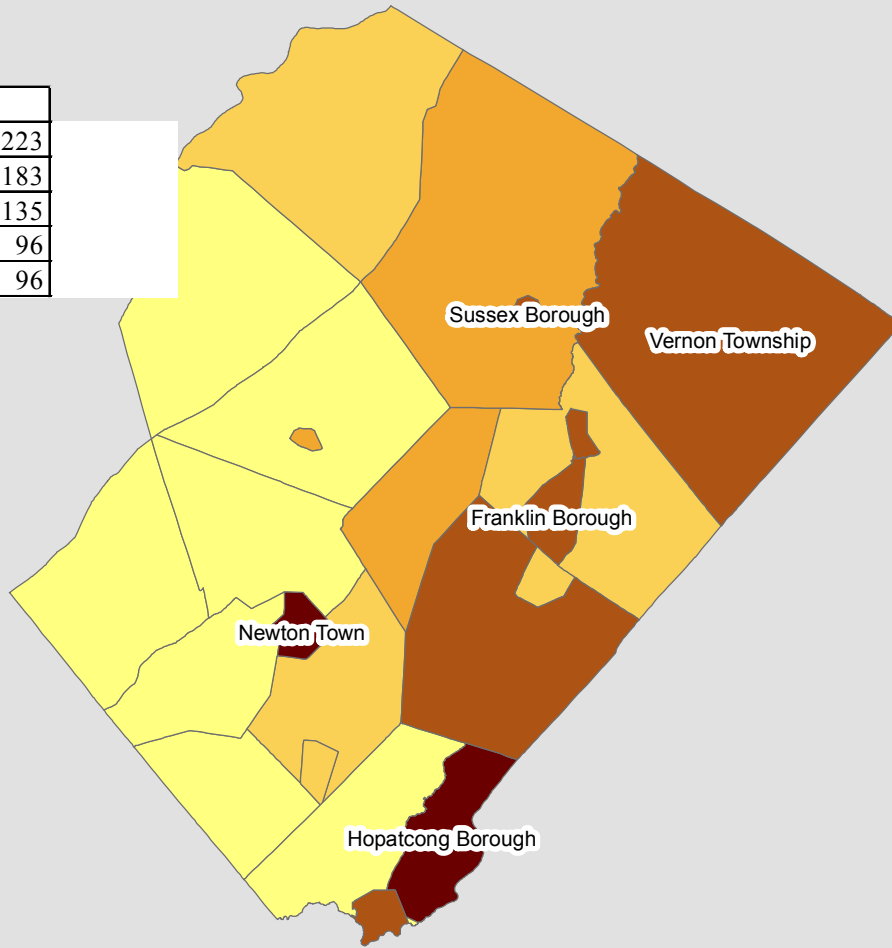 223
183
135
96
96
Sussex Borough
Vernon Township
Franklin Borough
Newton Town
Hopatcong Borough